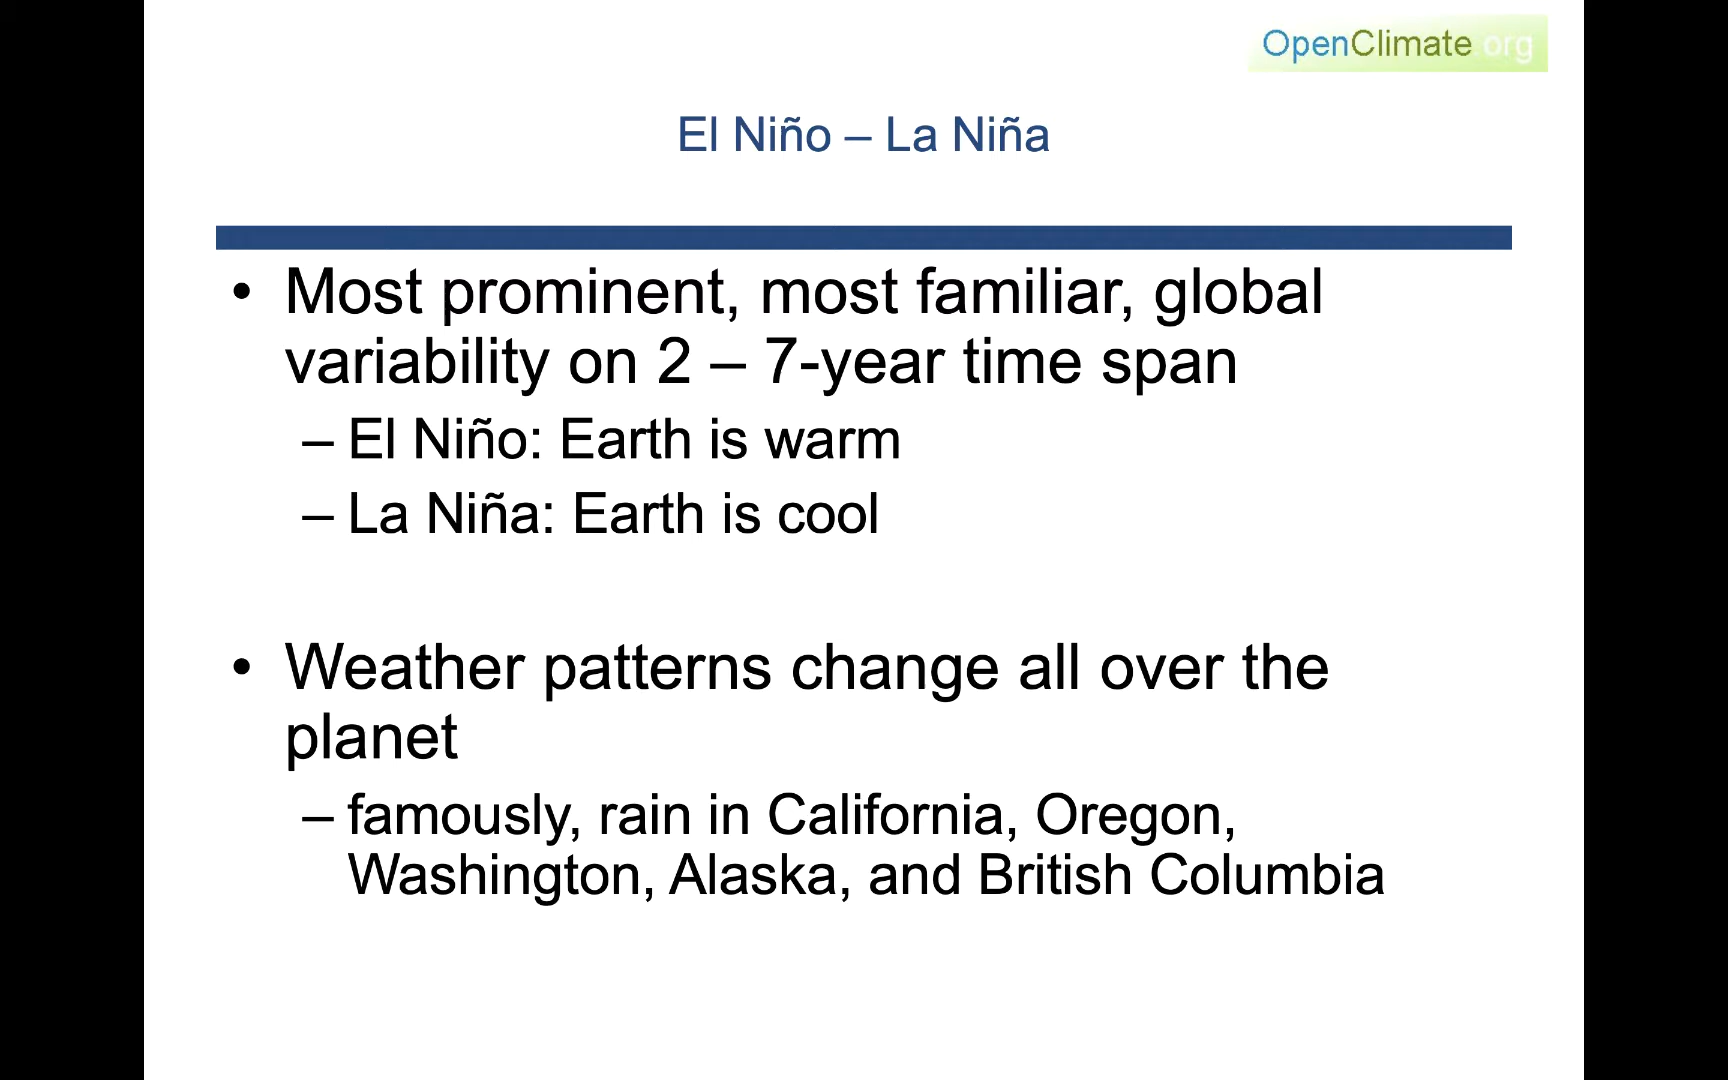 OpenClimate.org
El Niño – La Niña
• Most prominent, most familiar, global
variability on 2 – 7-year time span
– El Niño: Earth is warm
– La Niña: Earth is cool
• Weather patterns change all over the
planet
– famously, rain in California, Oregon,
Washington, Alaska, and British Columbia